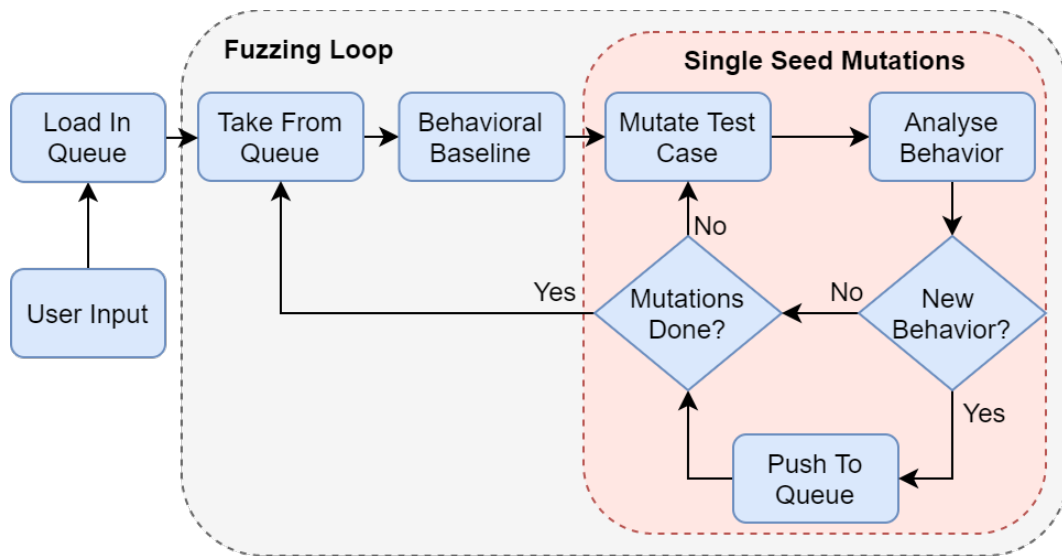 Fuzzing Loop
Single Seed Mutations
Load In
Queue
Take From
Queue
Behavioral
Baseline
Mutate Test
Case
Analyse
Behavior
No
User Input
Yes
Mutations
Done?
No
New
Behavior?
Yes
Push To
Queue